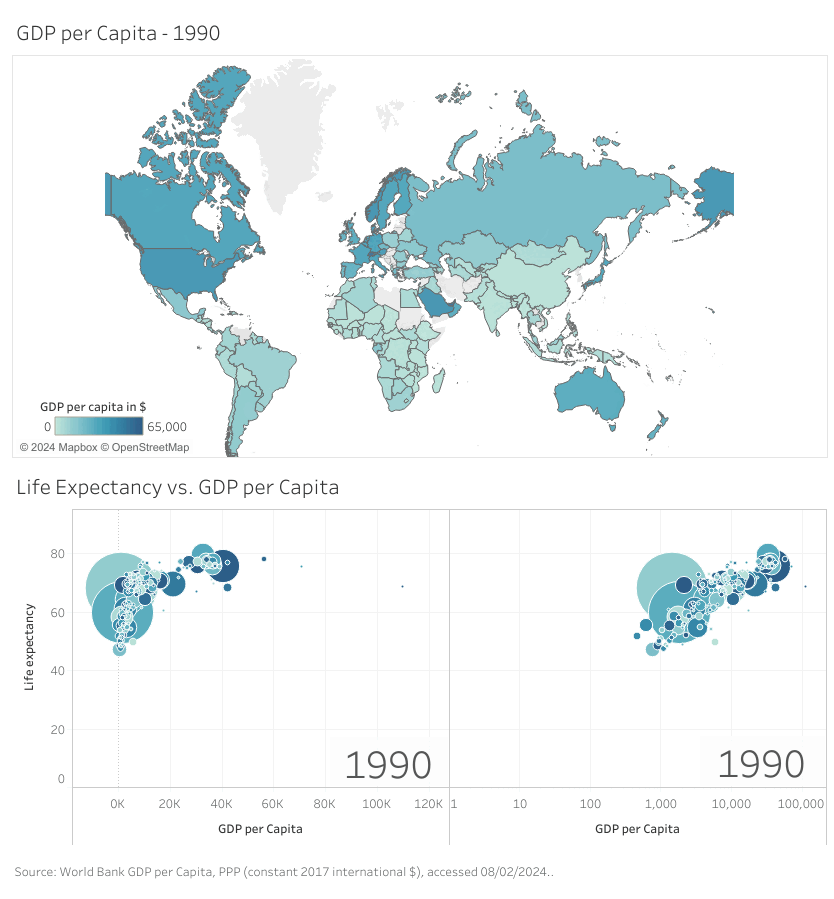 GDP per Capita - 1990
GDP per capita in $
0 65,000
© 2024 Mapbox © OpenStreetMap
Life Expectancy vs. GDP per Capita
80
60
40
20
0
Life expectancy
1990 1990
0K 20K 40K 60K 80K 100K 120K 1 10 100 1,000 10,000 100,000
GDP per Capita GDP per Capita
Source: World Bank GDP per Capita, PPP (constant 2017 international $), accessed 08/02/2024..